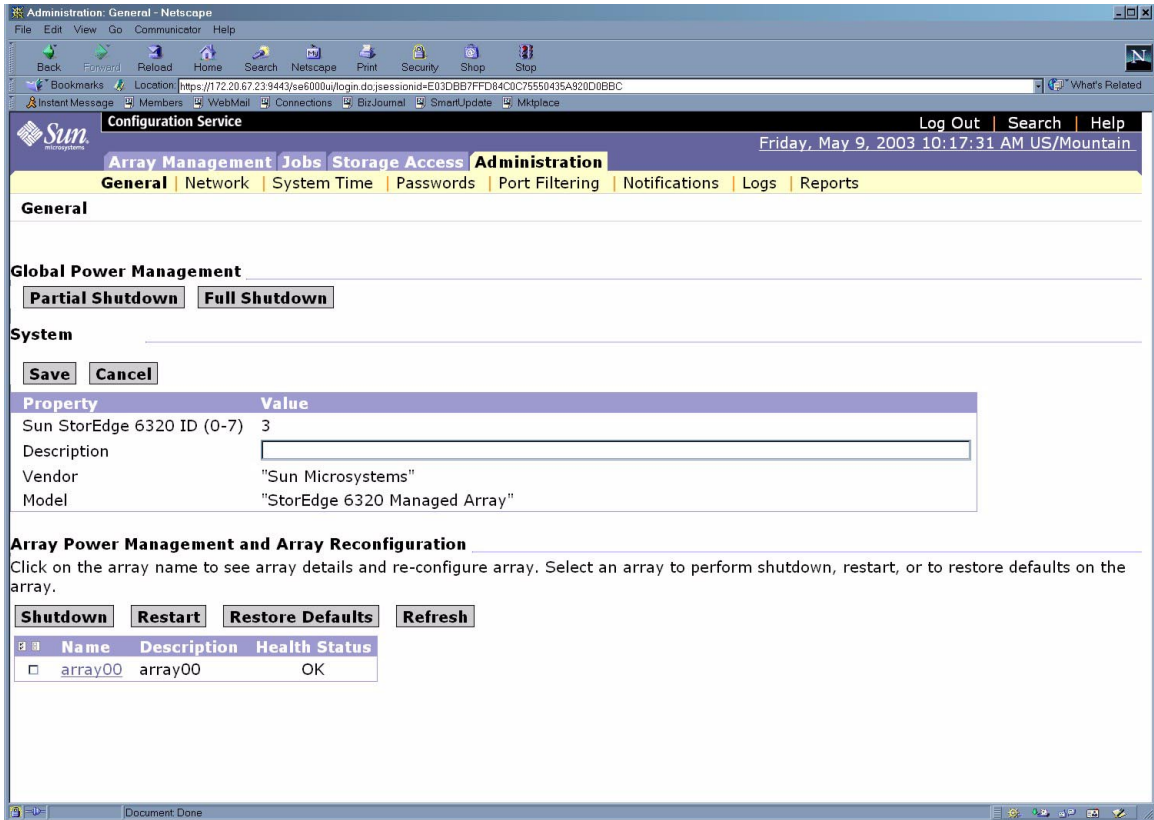 Administration: General - Netscape
File Edit View Go Communicator Help
Back Forward Reload Home Search Netscape Print Security Shop Stop
Bookmarks Location: https://172.20.67.23:9443/se6000ui/login.do;jsessionid=E03DBB7FFD84C0C75550435A920D0BBC What's Related
Instant Message Members WebMail Connections BizJournal SmartUpdate Mktplace
Sun microsystems
Configuration Service Log Out | Search | Help
Friday, May 9, 2003 10:17:31 AM US/Mountain
Array Management Jobs Storage Access Administration
General | Network | System Time | Passwords | Port Filtering | Notifications | Logs | Reports
General
Global Power Management
Partial Shutdown Full Shutdown
System
Save Cancel
Property Value
Sun StorEdge 6320 ID (0-7) 3
Description
Vendor "Sun Microsystems"
Model "StorEdge 6320 Managed Array"
Array Power Management and Array Reconfiguration
Click on the array name to see array details and re-configure array. Select an array to perform shutdown, restart, or to restore defaults on the
array.
Shutdown Restart Restore Defaults Refresh
Name Description Health Status
array00 array00 OK
Document: Done